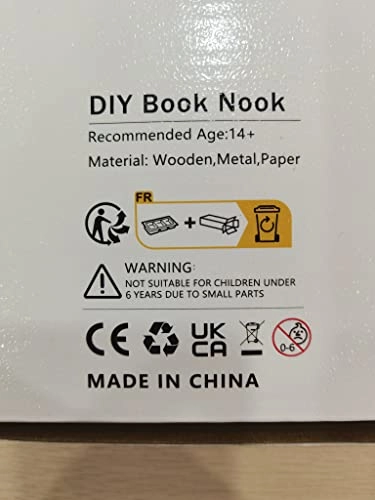 DIY Book Nook
Recommended Age:14+
Material: Wooden,Metal,Paper
FR
+
WARNING:
NOT SUITABLE FOR CHILDREN UNDER
6 YEARS DUE TO SMALL PARTS
CE UK CA 0-6
MADE IN CHINA